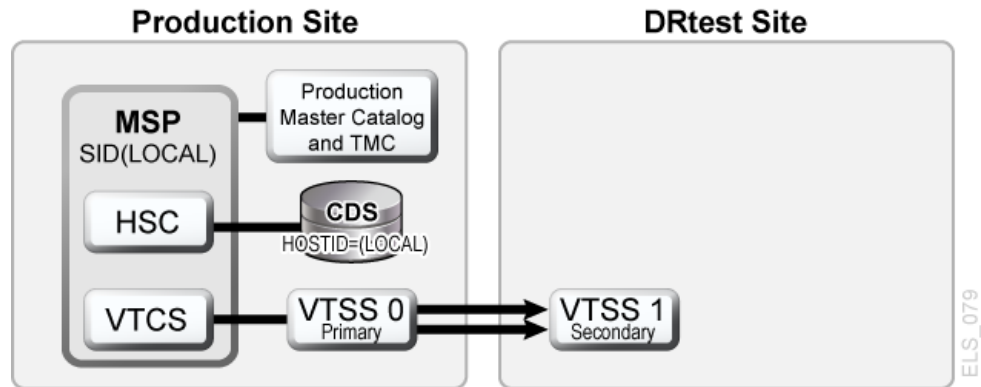 Production Site
DRtest Site
MSP
SID(LOCAL)
Production
Master Catalog
and TMC
HSC
CDS
HOSTID=(LOCAL)
VTCS
VTSS 0
Primary
VTSS 1
Secondary
ELS_079